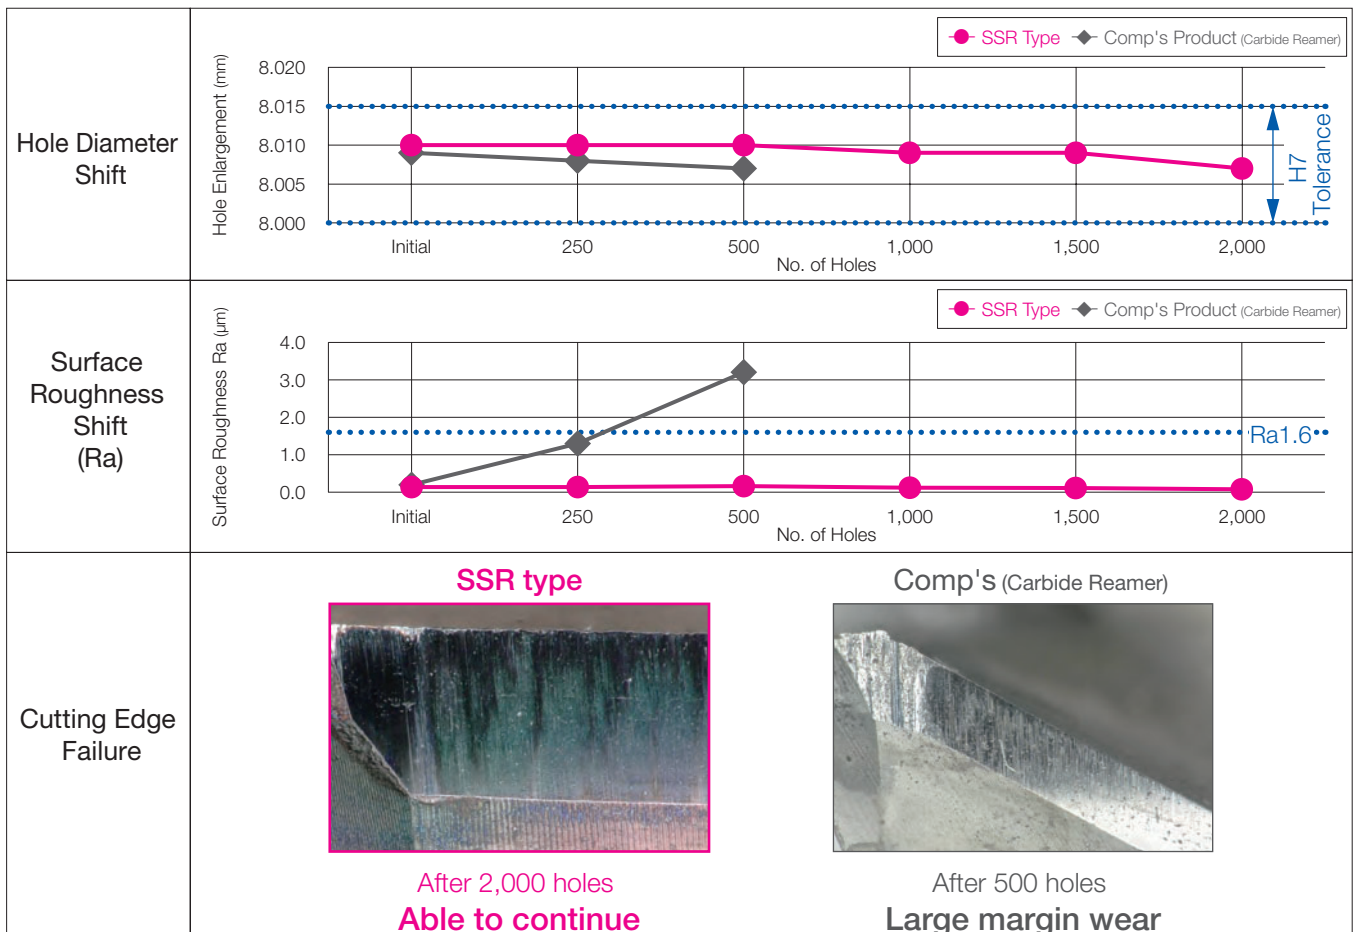 Hole Diameter
Shift
Hole Enlargement (mm)
SSR Type Comp's Product (Carbide Reamer)
8.020
8.015
8.010
8.005
8.000
H7
Tolerance
Initial 250 500 1,000 1,500 2,000
No. of Holes
Surface
Roughness
Shift
(Ra)
Surface Roughness Ra (μm)
SSR Type Comp's Product (Carbide Reamer)
4.0
3.0
2.0
1.0
0.0
Ra1.6
Initial 250 500 1,000 1,500 2,000
No. of Holes
Cutting Edge
Failure
SSR type
After 2,000 holes
Able to continue
Comp's (Carbide Reamer)
After 500 holes
Large margin wear